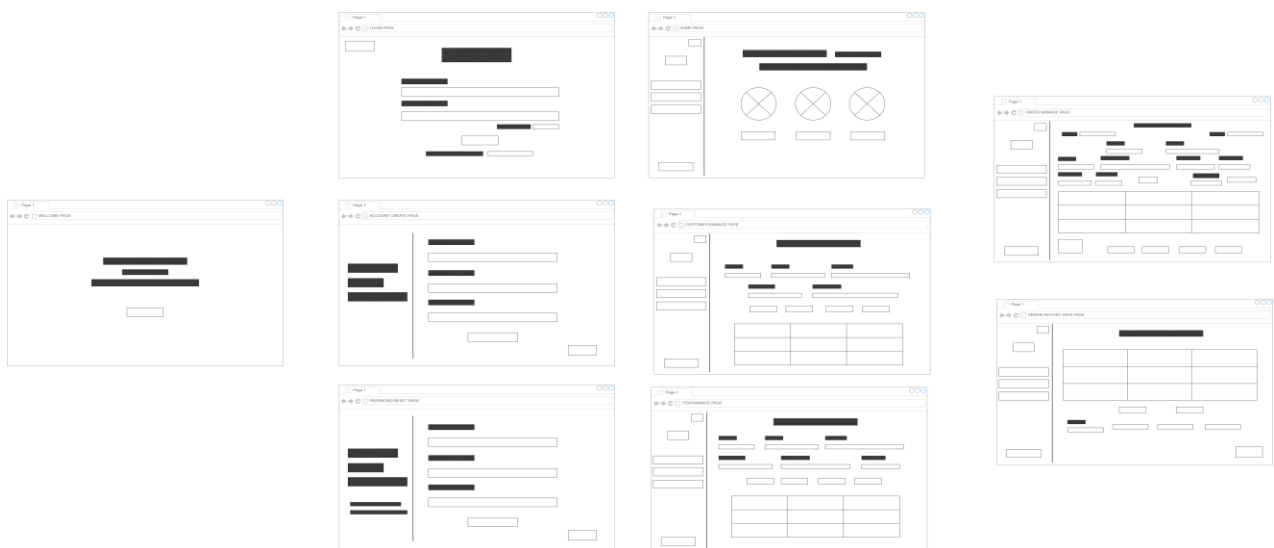 Page 1
LOGIN PAGE
Page 1
HOME PAGE
Page 1
ORDER MANAGE PAGE
Page 1
WELCOME PAGE
Page 1
ACCOUNT CREATE PAGE
Page 1
CUSTOMER MANAGE PAGE
Page 1
ORDER HISTORY VIEW PAGE
Page 1
PASSWORD RESET PAGE
Page 1
ITEM MANAGE PAGE